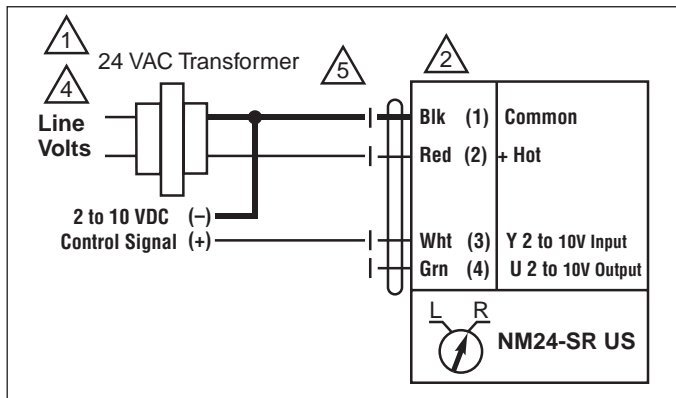 1
24 VAC Transformer
5
2
4
Line
Volts
Blk (1) Common
Red (2) + Hot
2 to 10 VDC (–)
Control Signal (+)
Wht (3) Y 2 to 10V Input
Grn (4) U 2 to 10V Output
L R
NM24-SR US